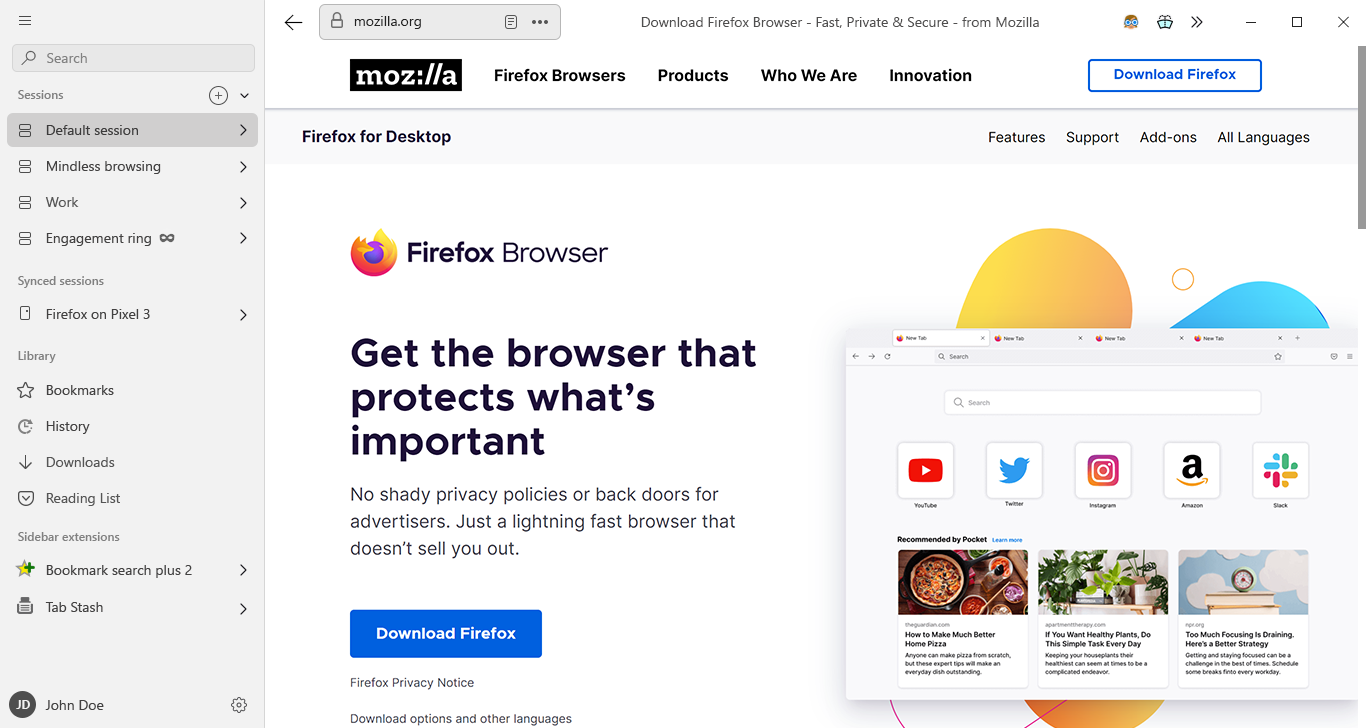 mozilla.org
Download Firefox Browser - Fast, Private & Secure - from Mozilla
Search
Sessions
Default session
Mindless browsing
Work
Engagement ring
Synced sessions
Firefox on Pixel 3
Library
Bookmarks
History
Downloads
Reading List
Sidebar extensions
Bookmark search plus 2
Tab Stash
JD John Doe
moz://a
Firefox Browsers Products Who We Are Innovation
Download Firefox
Firefox for Desktop
Features Support Add-ons All Languages
Firefox Browser
Get the browser that
protects what's
important
No shady privacy policies or back doors for
advertisers. Just a lightning fast browser that
doesn't sell you out.
Download Firefox
Firefox Privacy Notice
Download options and other languages
New Tab New Tab New Tab New Tab
Search
Search
YouTube Twitter Instagram Amazon Slack
Recommended by Pocket Learn more
theguardian.com
How to Make Much Better
Home Pizza
Anyone can make pizza from scratch,
but these expert tips will make an
everyday dish outstanding.
apartmenttherapy.com
If You Want Healthy Plants, Do
This Simple Task Every Day
Keeping your houseplants their
healthiest can seem at times to be a
complicated endeavor.
npr.org
Too Much Focusing Is Draining.
Here's a Better Strategy
Getting and staying focused can be a
challenge in the best of times. Schedule
some breaks finto every workday.